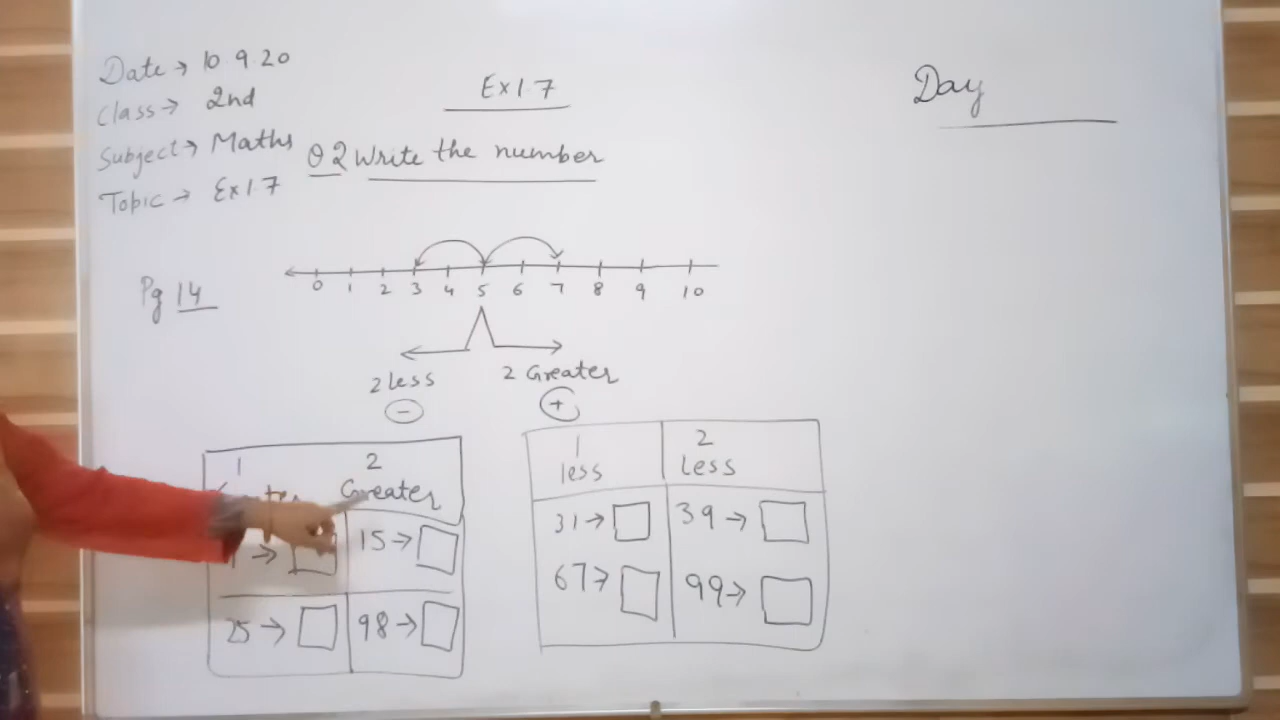 Date → 10.9.20
Class → 2nd
Subject → Maths
Topic → Ex 1.7
Ex 1.7
Day
Q 2 Write the number
Pg 14
0 1 2 3 4 5 6 7 8 9 10
2 less
2 Greater
-
+
1
2
Greater
15 →
25 →
98 →
1 less
2 Less
31 →
39 →
67 →
99 →